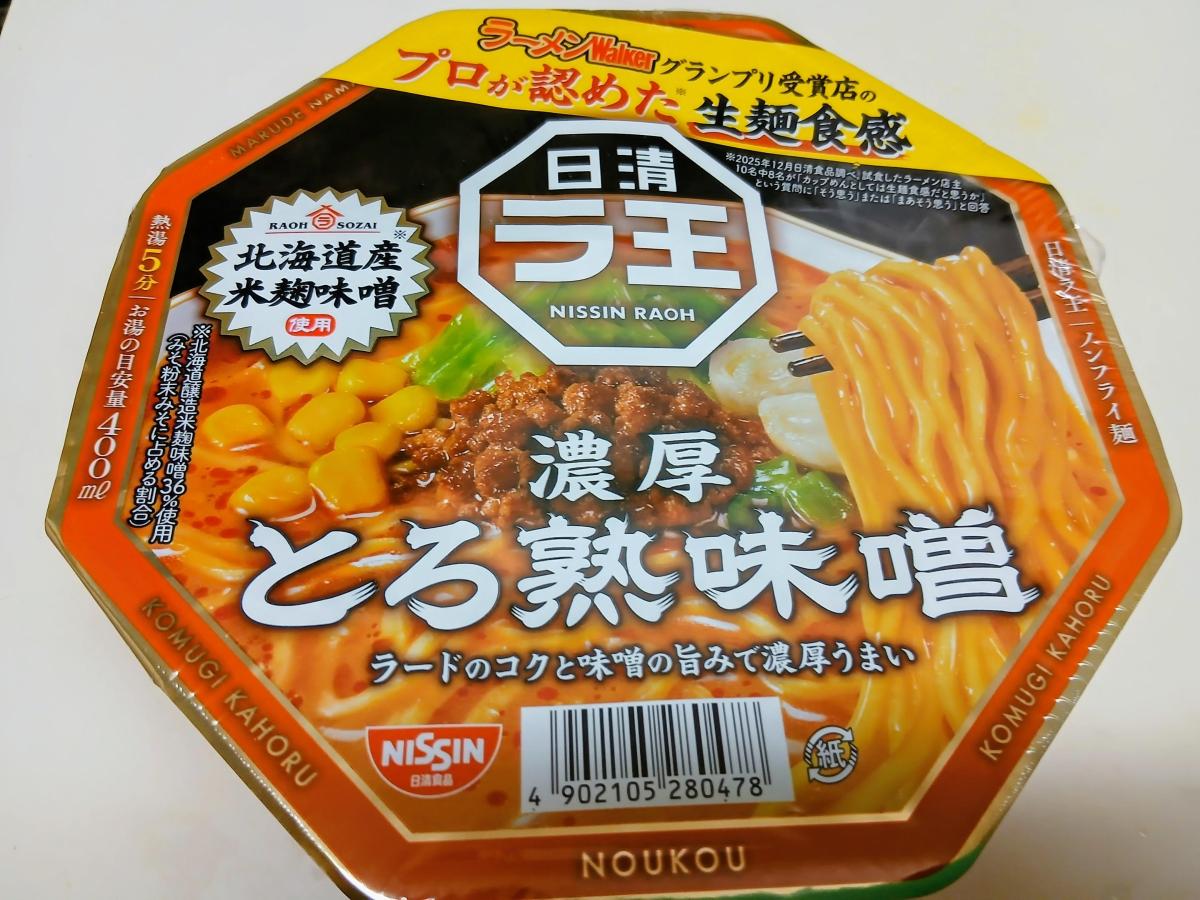 ラーメンWalkerグランプリ受賞店の
プロが認めた※生麺食感
※2025年12月日清食品調べ、試食したラーメン店主
10名中8名が「カップめんとしては生麺食感だと思うか」
という質問に「そう思う」または「まあそう思う」と回答
MARUDE NAMA
日清
ラ王
NISSIN RAOH
RAOH ラ SOZAI
北海道産
米麹味噌※
使用
※北海道醸造米麹味噌63%使用
(みそ粉末みそに占める割合)
熱湯5分 お湯の目安量400ml
日清ラ王 ノンフライ麺
濃厚
とろ熟味噌
ラードのコクと味噌の旨みで濃厚うまい
NISSIN
日清食品
4 902105 280478
紙
KOMUGI KAHORU
KOMUGI KAHORU
NOUKOU